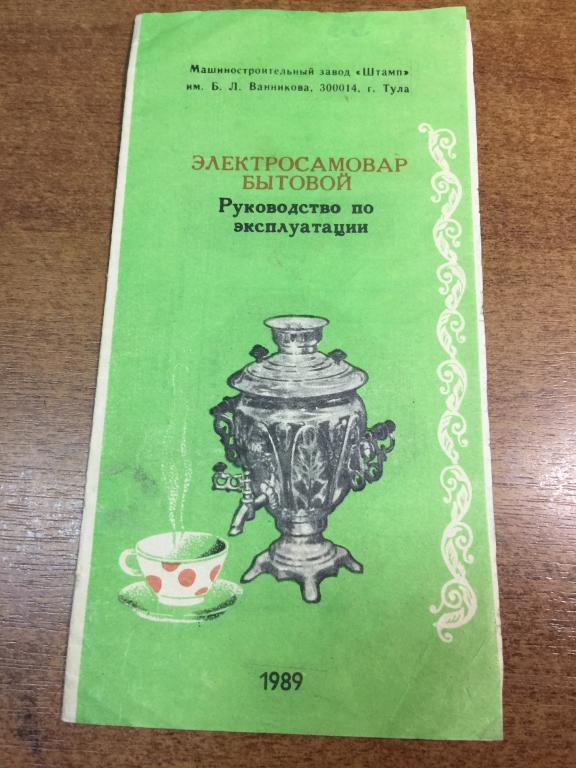 Машиностроительный завод «Штамп»
им. Б. Л. Ванникова, 300014, г. Тула
ЭЛЕКТРОСАМОВАР
БЫТОВОЙ
Руководство по
эксплуатации
1989